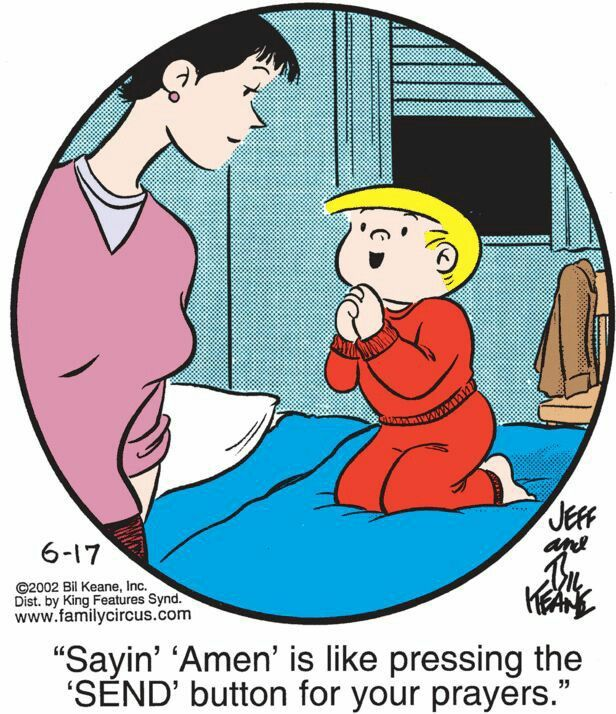 6-17
©2002 Bil Keane, Inc.
Dist. by King Features Synd.
www.familycircus.com
JEFF
and
BIL
KEANE
“Sayin’ ‘Amen’ is like pressing the
‘SEND’ button for your prayers.”